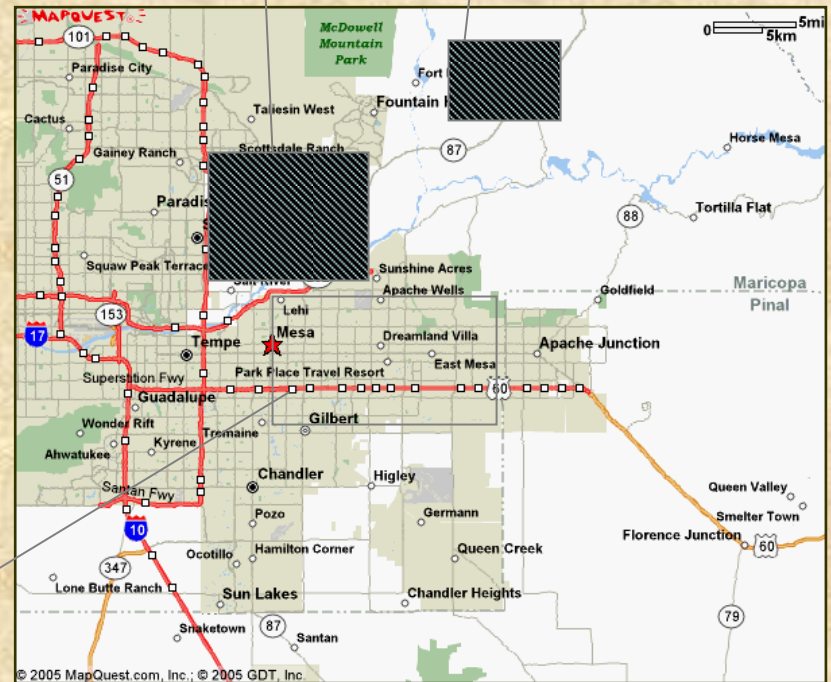 MAPQUEST
101
McDowell
Mountain
Park
0
5mi
5km
Paradise City
Fort
Taliesin West
Fountain
Cactus
Horse Mesa
Gainey Ranch
Scottsdale Ranch
87
51
88
Tortilla Flat
Squaw Peak Terrace
Sunshine Acres
Salt River
Apache Wells
Goldfield
Maricopa
Pinal
Lehi
153
17
Mesa
Tempe
Dreamland Villa
Apache Junction
East Mesa
Superstition Fwy
Park Place Travel Resort
60
Guadalupe
Gilbert
Wonder Rift
Tremaine
Kyrene
Ahwatukee
Chandler
Higley
Santan Fwy
Queen Valley
Pozo
Germann
Smelter Town
10
Florence Junction
60
Ocotillo
Hamilton Corner
Queen Creek
347
Lone Butte Ranch
Sun Lakes
Chandler Heights
79
87
Snaketown
Santan
© 2005 MapQuest.com, Inc.; © 2005 GDT, Inc.